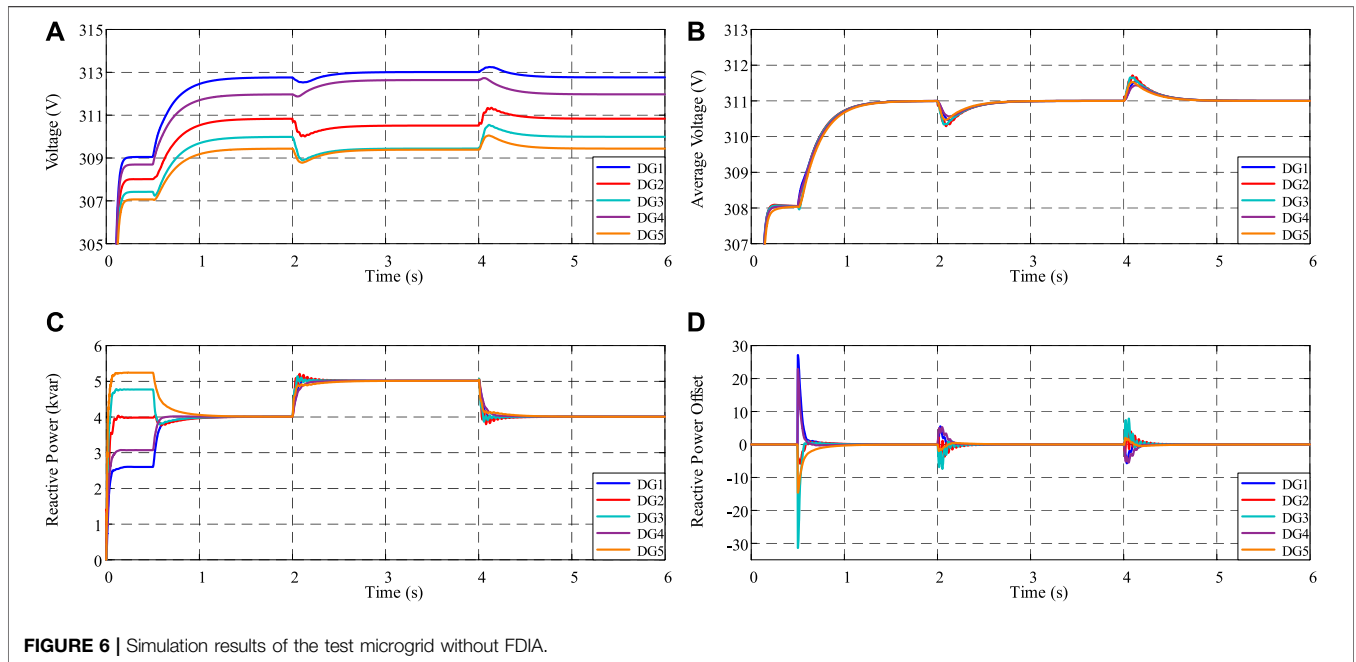 A
315
313
311
309
307
305
Voltage (V)
0 1 2 3 4 5 6
Time (s)
DG1
DG2
DG3
DG4
DG5
B
313
312
311
310
309
308
307
Average Voltage (V)
0 1 2 3 4 5 6
Time (s)
DG1
DG2
DG3
DG4
DG5
C
6
5
4
3
2
1
0
Reactive Power (kvar)
0 1 2 3 4 5 6
Time (s)
DG1
DG2
DG3
DG4
DG5
D
30
20
10
0
-10
-20
-30
Reactive Power Offset
0 1 2 3 4 5 6
Time (s)
DG1
DG2
DG3
DG4
DG5
FIGURE 6 | Simulation results of the test microgrid without FDIA.